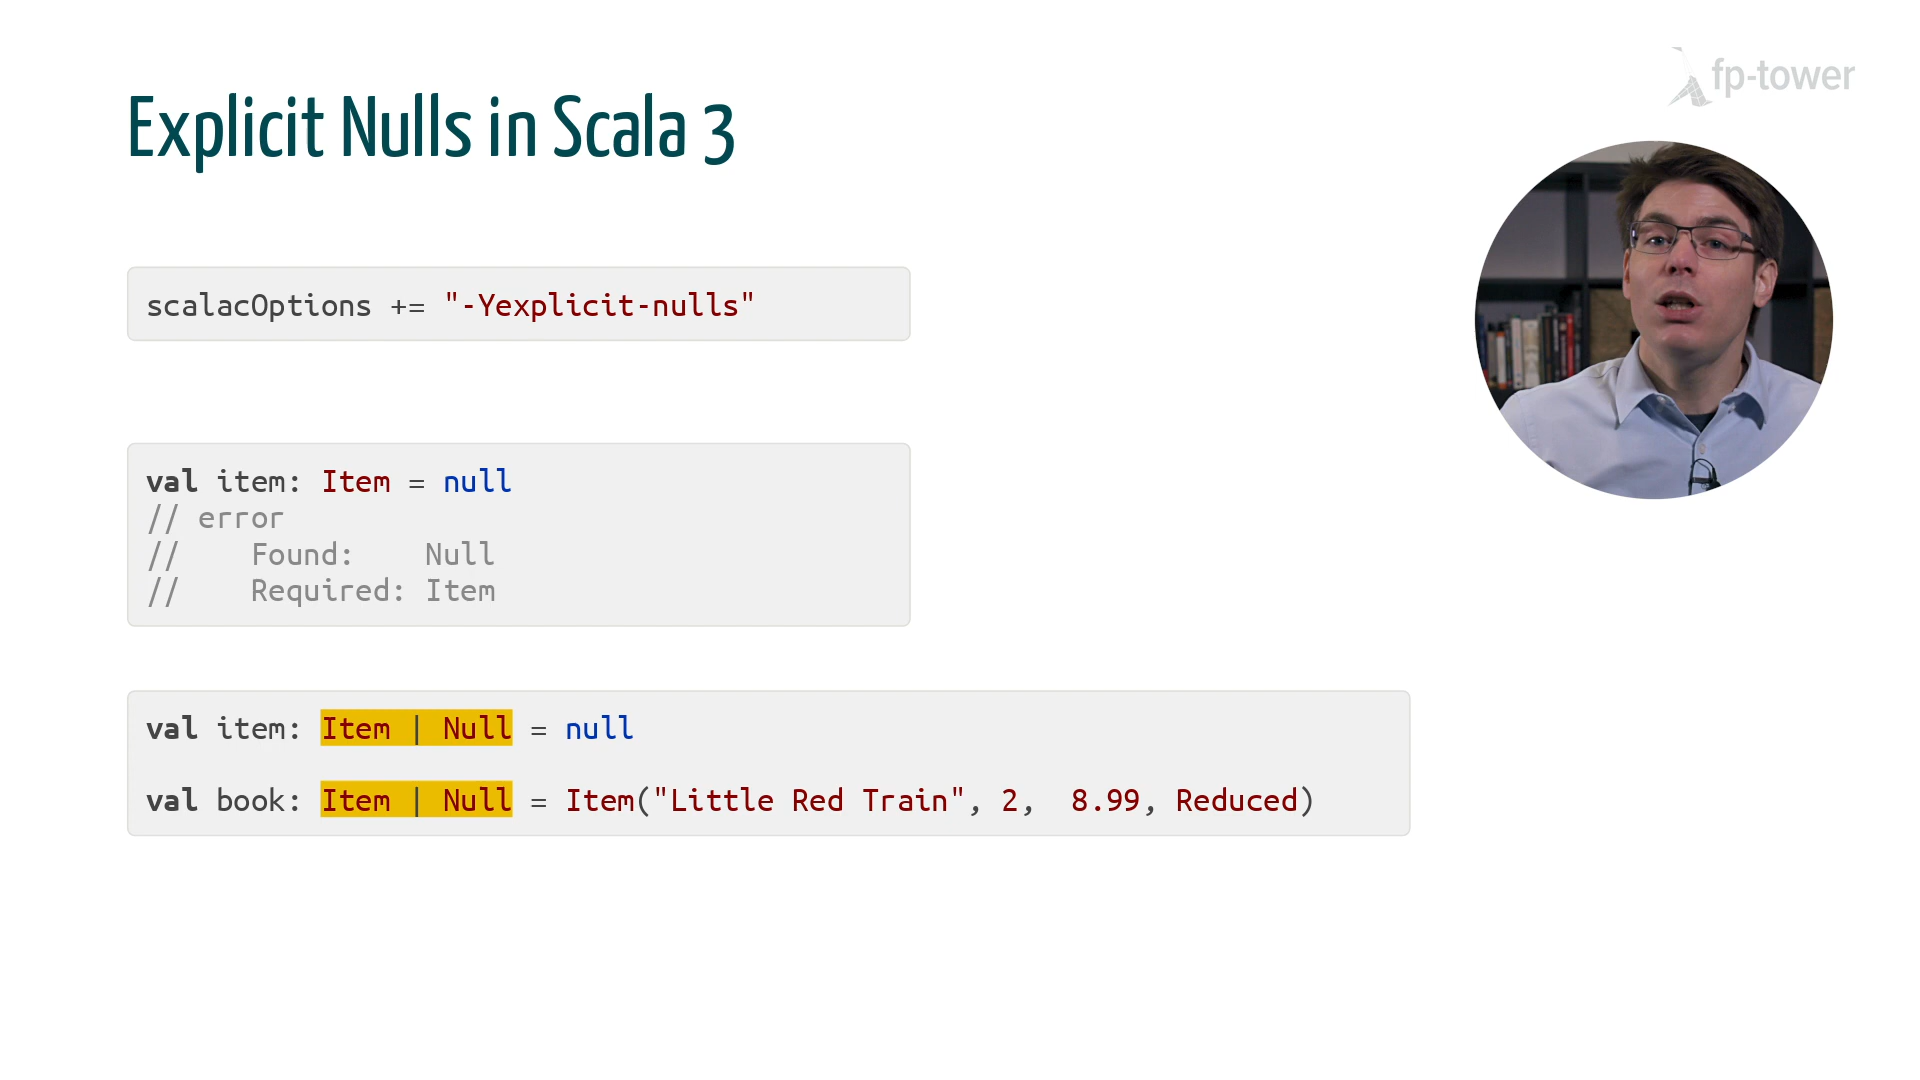 fp-tower
Explicit Nulls in Scala 3
scalacOptions += "-Yexplicit-nulls"
val item: Item = null
// error
//    Found:    Null
//    Required: Item
val item: Item | Null = null
val book: Item | Null = Item("Little Red Train", 2,  8.99, Reduced)